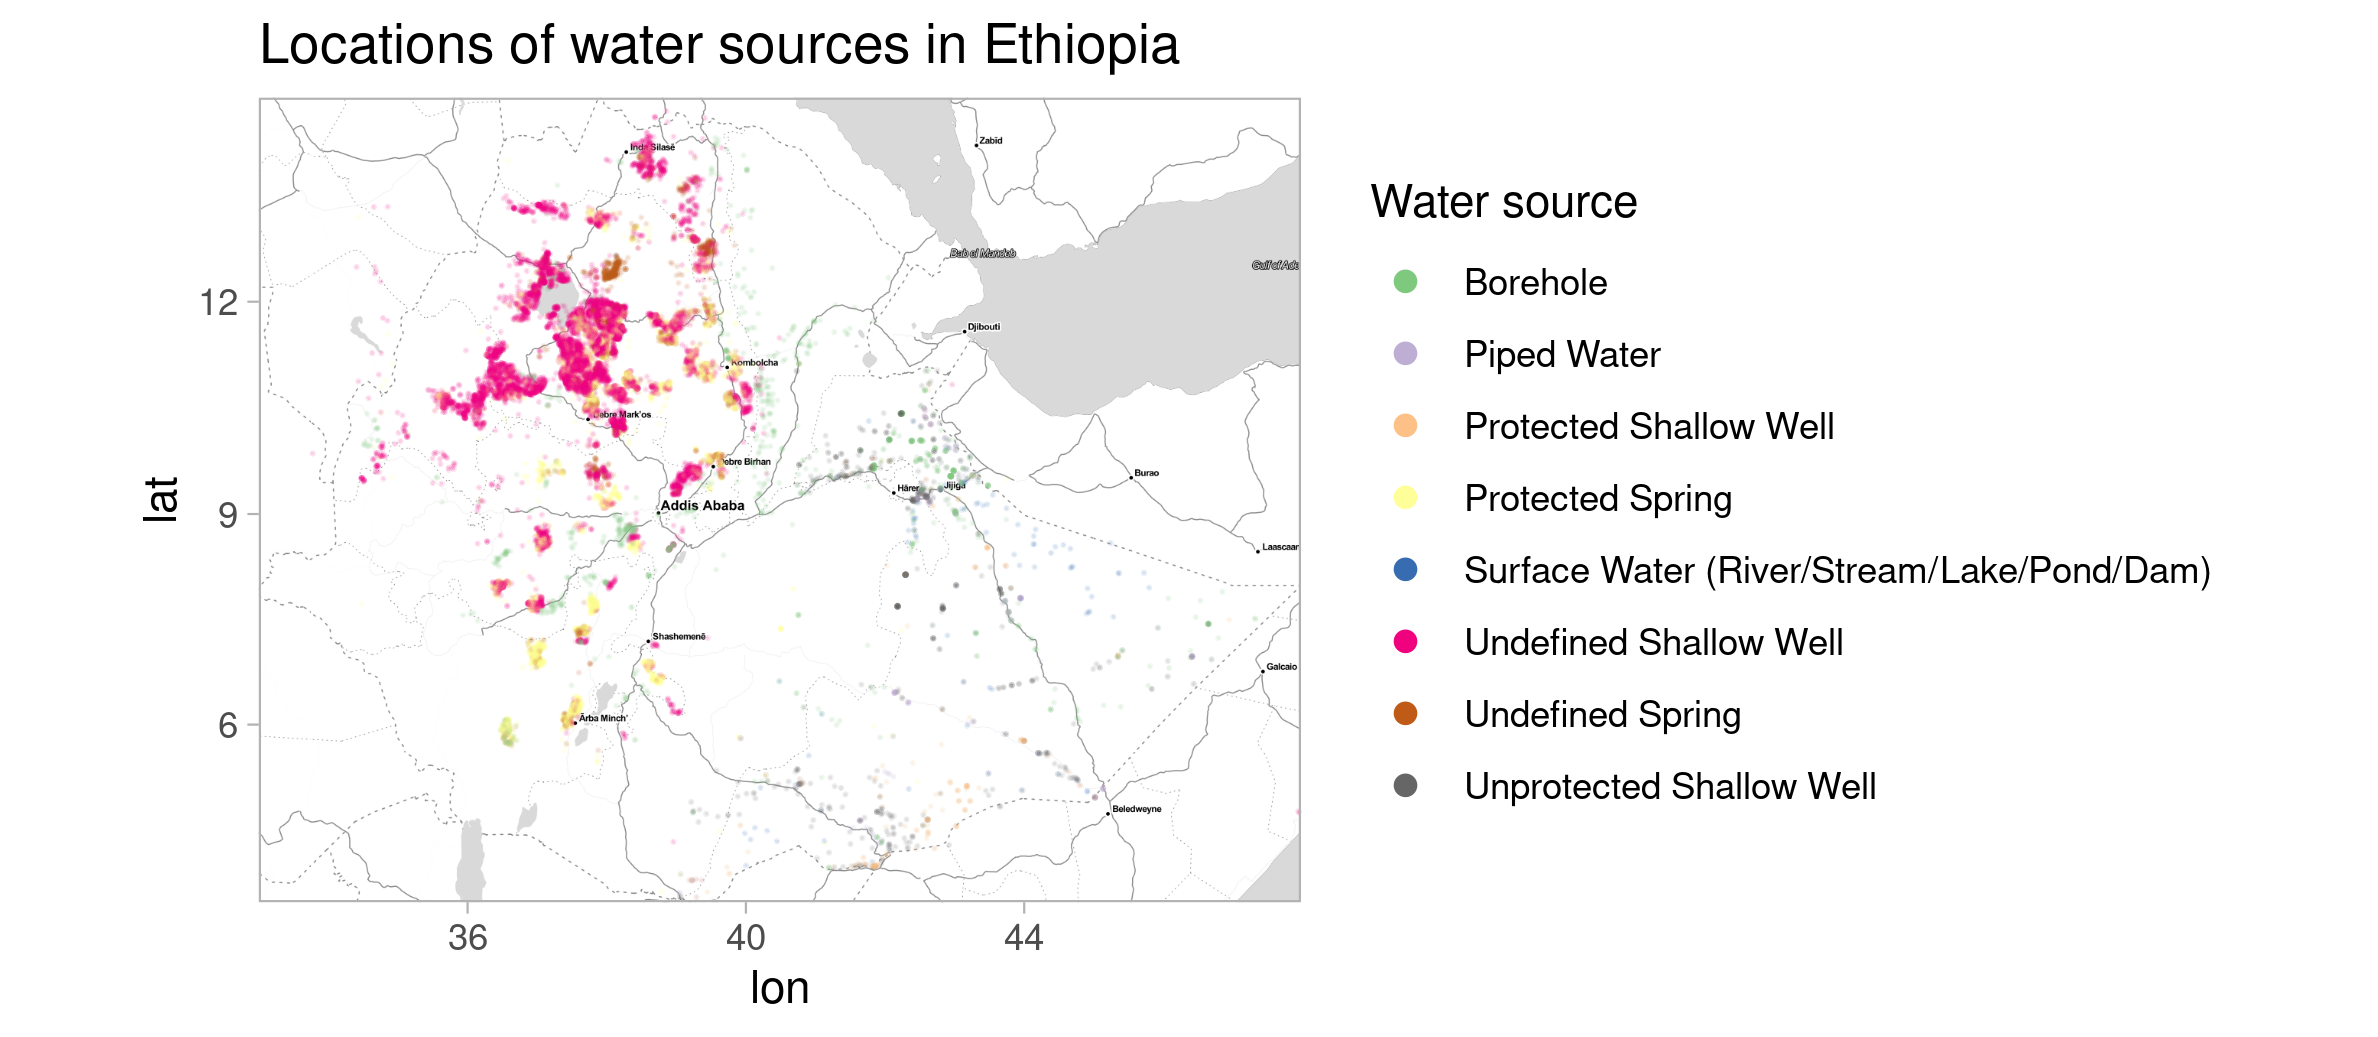 Locations of water sources in Ethiopia
Zabīd
Inda Silasē
Bab el Mandeb
Gulf of Ade
Djibouti
Kombolcha
Debre Mark'os
ebre Birhan
Burao
Hārer
Jijiga
Addis Ababa
Laascaan
Shashemenē
Galcaio
Ārba Minch'
Beledweyne
12
9
6
lat
36
40
44
lon
Water source
Borehole
Piped Water
Protected Shallow Well
Protected Spring
Surface Water (River/Stream/Lake/Pond/Dam)
Undefined Shallow Well
Undefined Spring
Unprotected Shallow Well